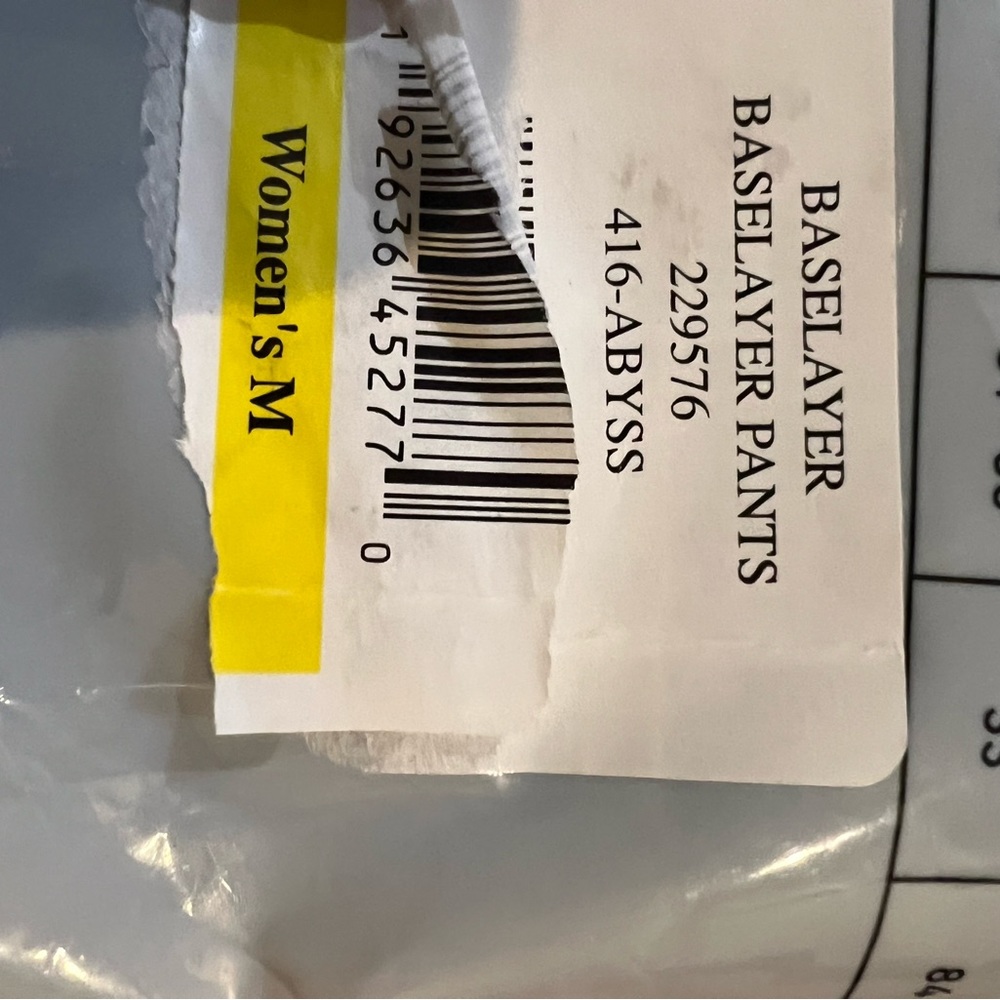 BASELAYER
BASELAYER PANTS
229576
416-ABYSS
1 92636 45277 0
Women's M